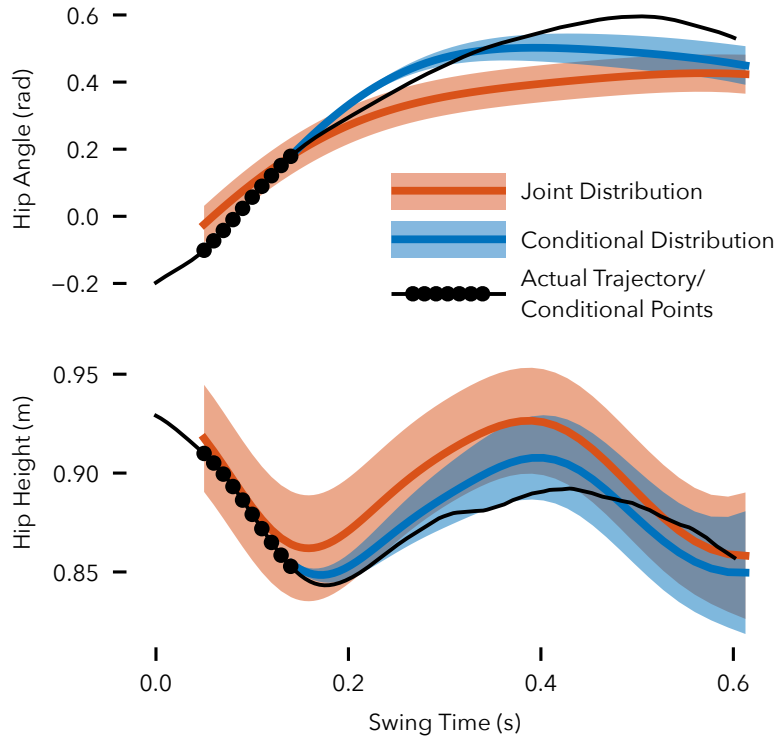 0.6
0.4
0.2
0.0
−0.2
Hip Angle (rad)
Joint Distribution
Conditional Distribution
Actual Trajectory/
Conditional Points
0.95
0.90
0.85
Hip Height (m)
0.0 0.2 0.4 0.6
Swing Time (s)